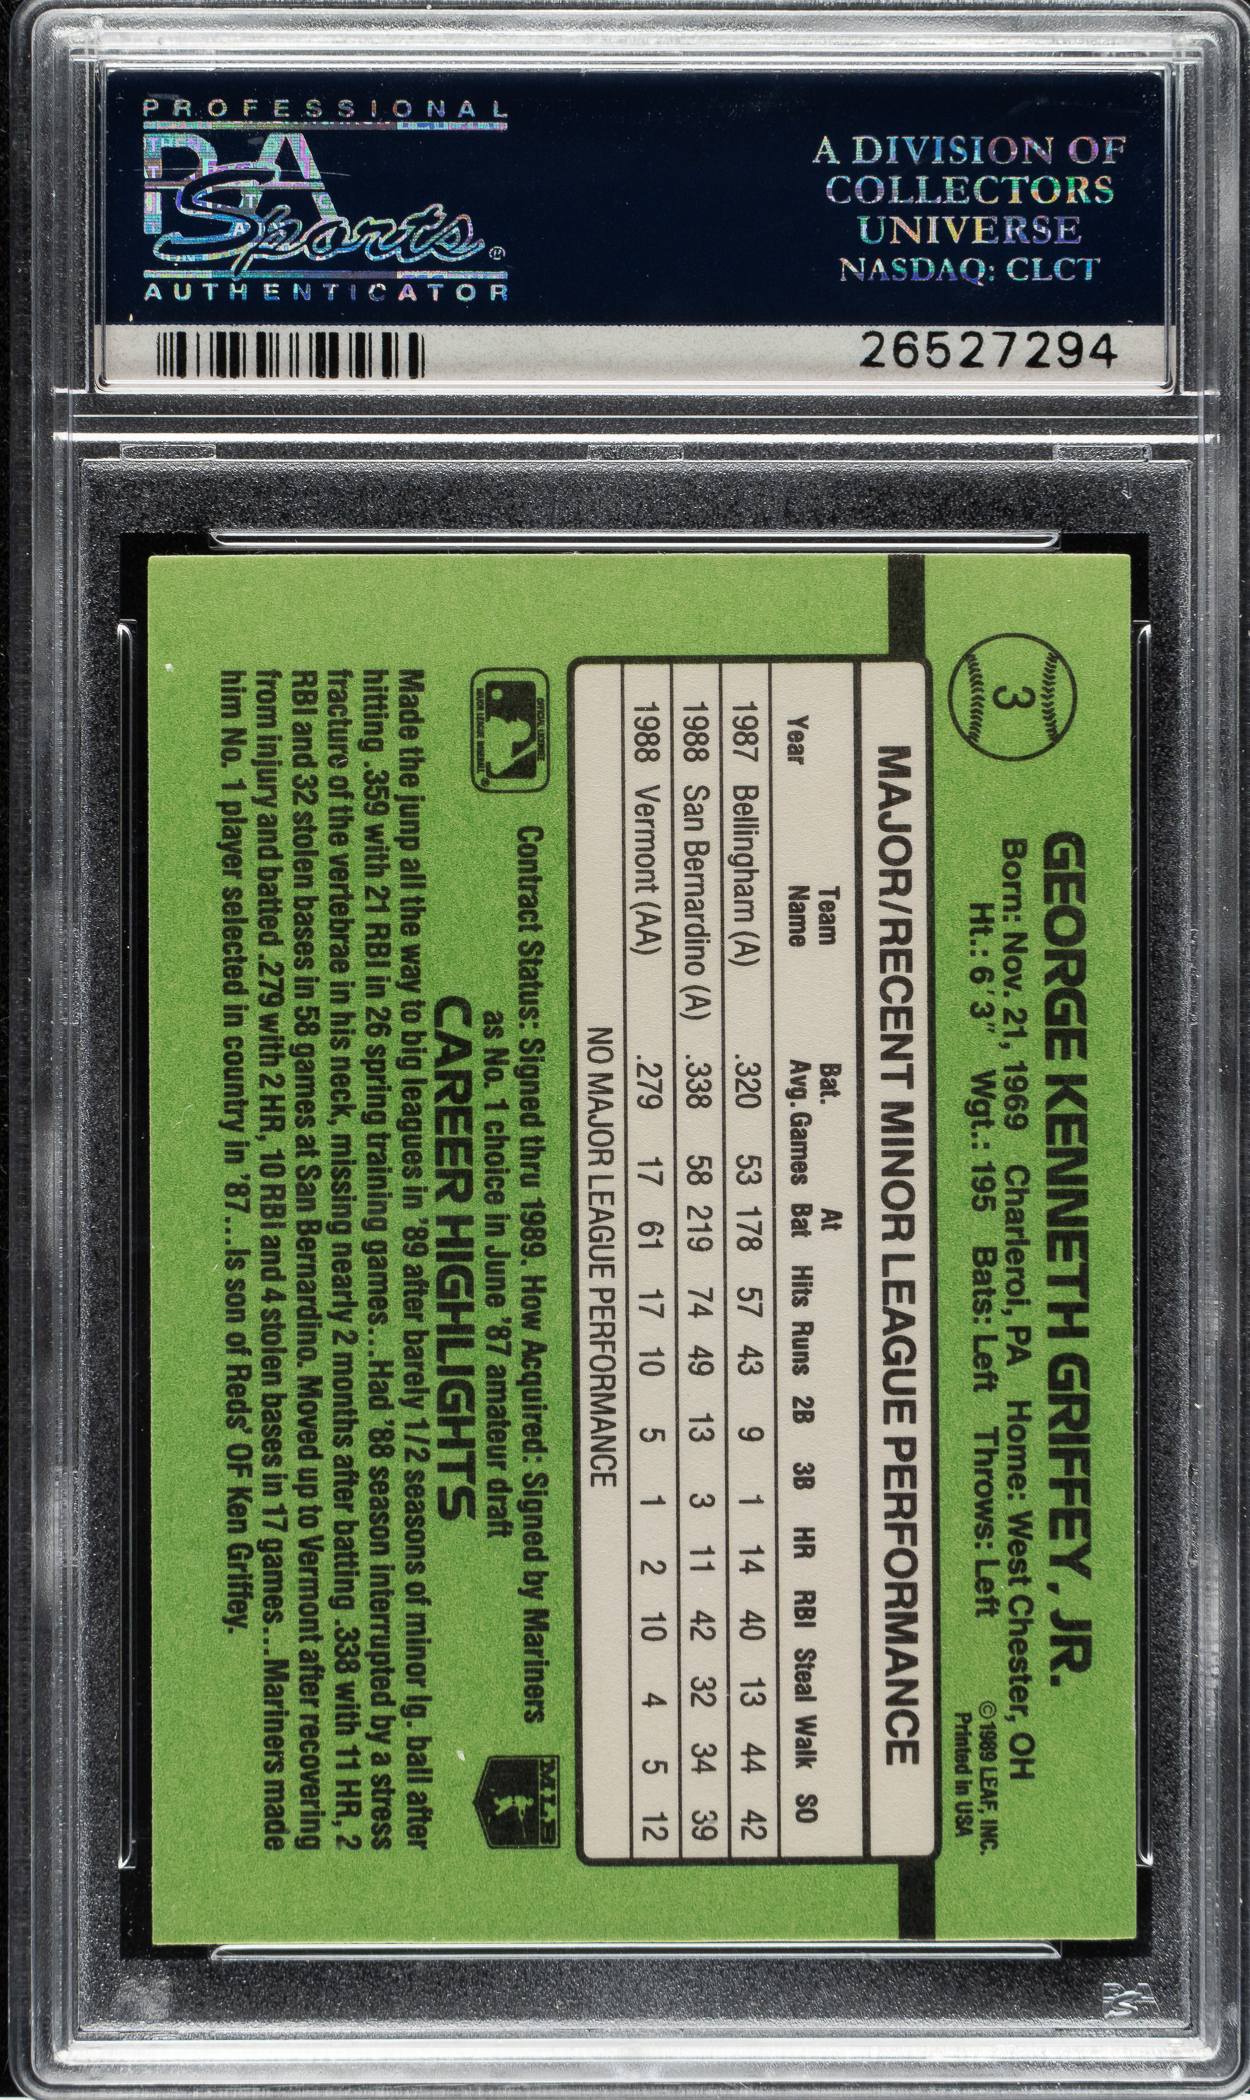 PROFESSIONAL
PSA
Sports
AUTHENTICATOR
A DIVISION OF
COLLECTORS
UNIVERSE
NASDAQ: CLCT
26527294
3
GEORGE KENNETH GRIFFEY, JR.
Born: Nov. 21, 1969 Charleroi, PA Home: West Chester, OH
Ht.: 6'3" Wgt.: 195 Bats: Left Throws: Left
©1989 LEAF, INC.
Printed in USA
MAJOR/RECENT MINOR LEAGUE PERFORMANCE
Year Team Name Bat. Avg. Games At Bat Hits Runs 2B 3B HR RBI Steal Walk SO
1987 Bellingham (A) .320 53 178 57 43 9 1 14 40 13 44 42
1988 San Bernardino (A) .338 58 219 74 49 13 3 11 42 32 34 39
1988 Vermont (AA) .279 17 61 17 10 5 1 2 10 4 5 12
NO MAJOR LEAGUE PERFORMANCE
Contract Status: Signed thru 1989. How Acquired: Signed by Mariners
as No. 1 choice in June '87 amateur draft
CAREER HIGHLIGHTS
MLB
Made the junp all the way to big leagues in '89 after barely 1/2 seasons of minor lg. ball after
hitting .359 with 21 RBI in 26 spring training games...Had '88 season interrupted by a stress
fracture of the vertebrae in his neck, missing nearly 2 months after batting .338 with 11 HR, 2
RBI and 32 stolen bases in 58 games at San Bernardino. Moved up to Vermont after recovering
from injury and batted .279 with 2 HR, 10 RBI and 4 stolen bases in 17 games...Mariners made
him No. 1 player selected in country in '87...Is son of Reds' OF Ken Griffey.
PSA